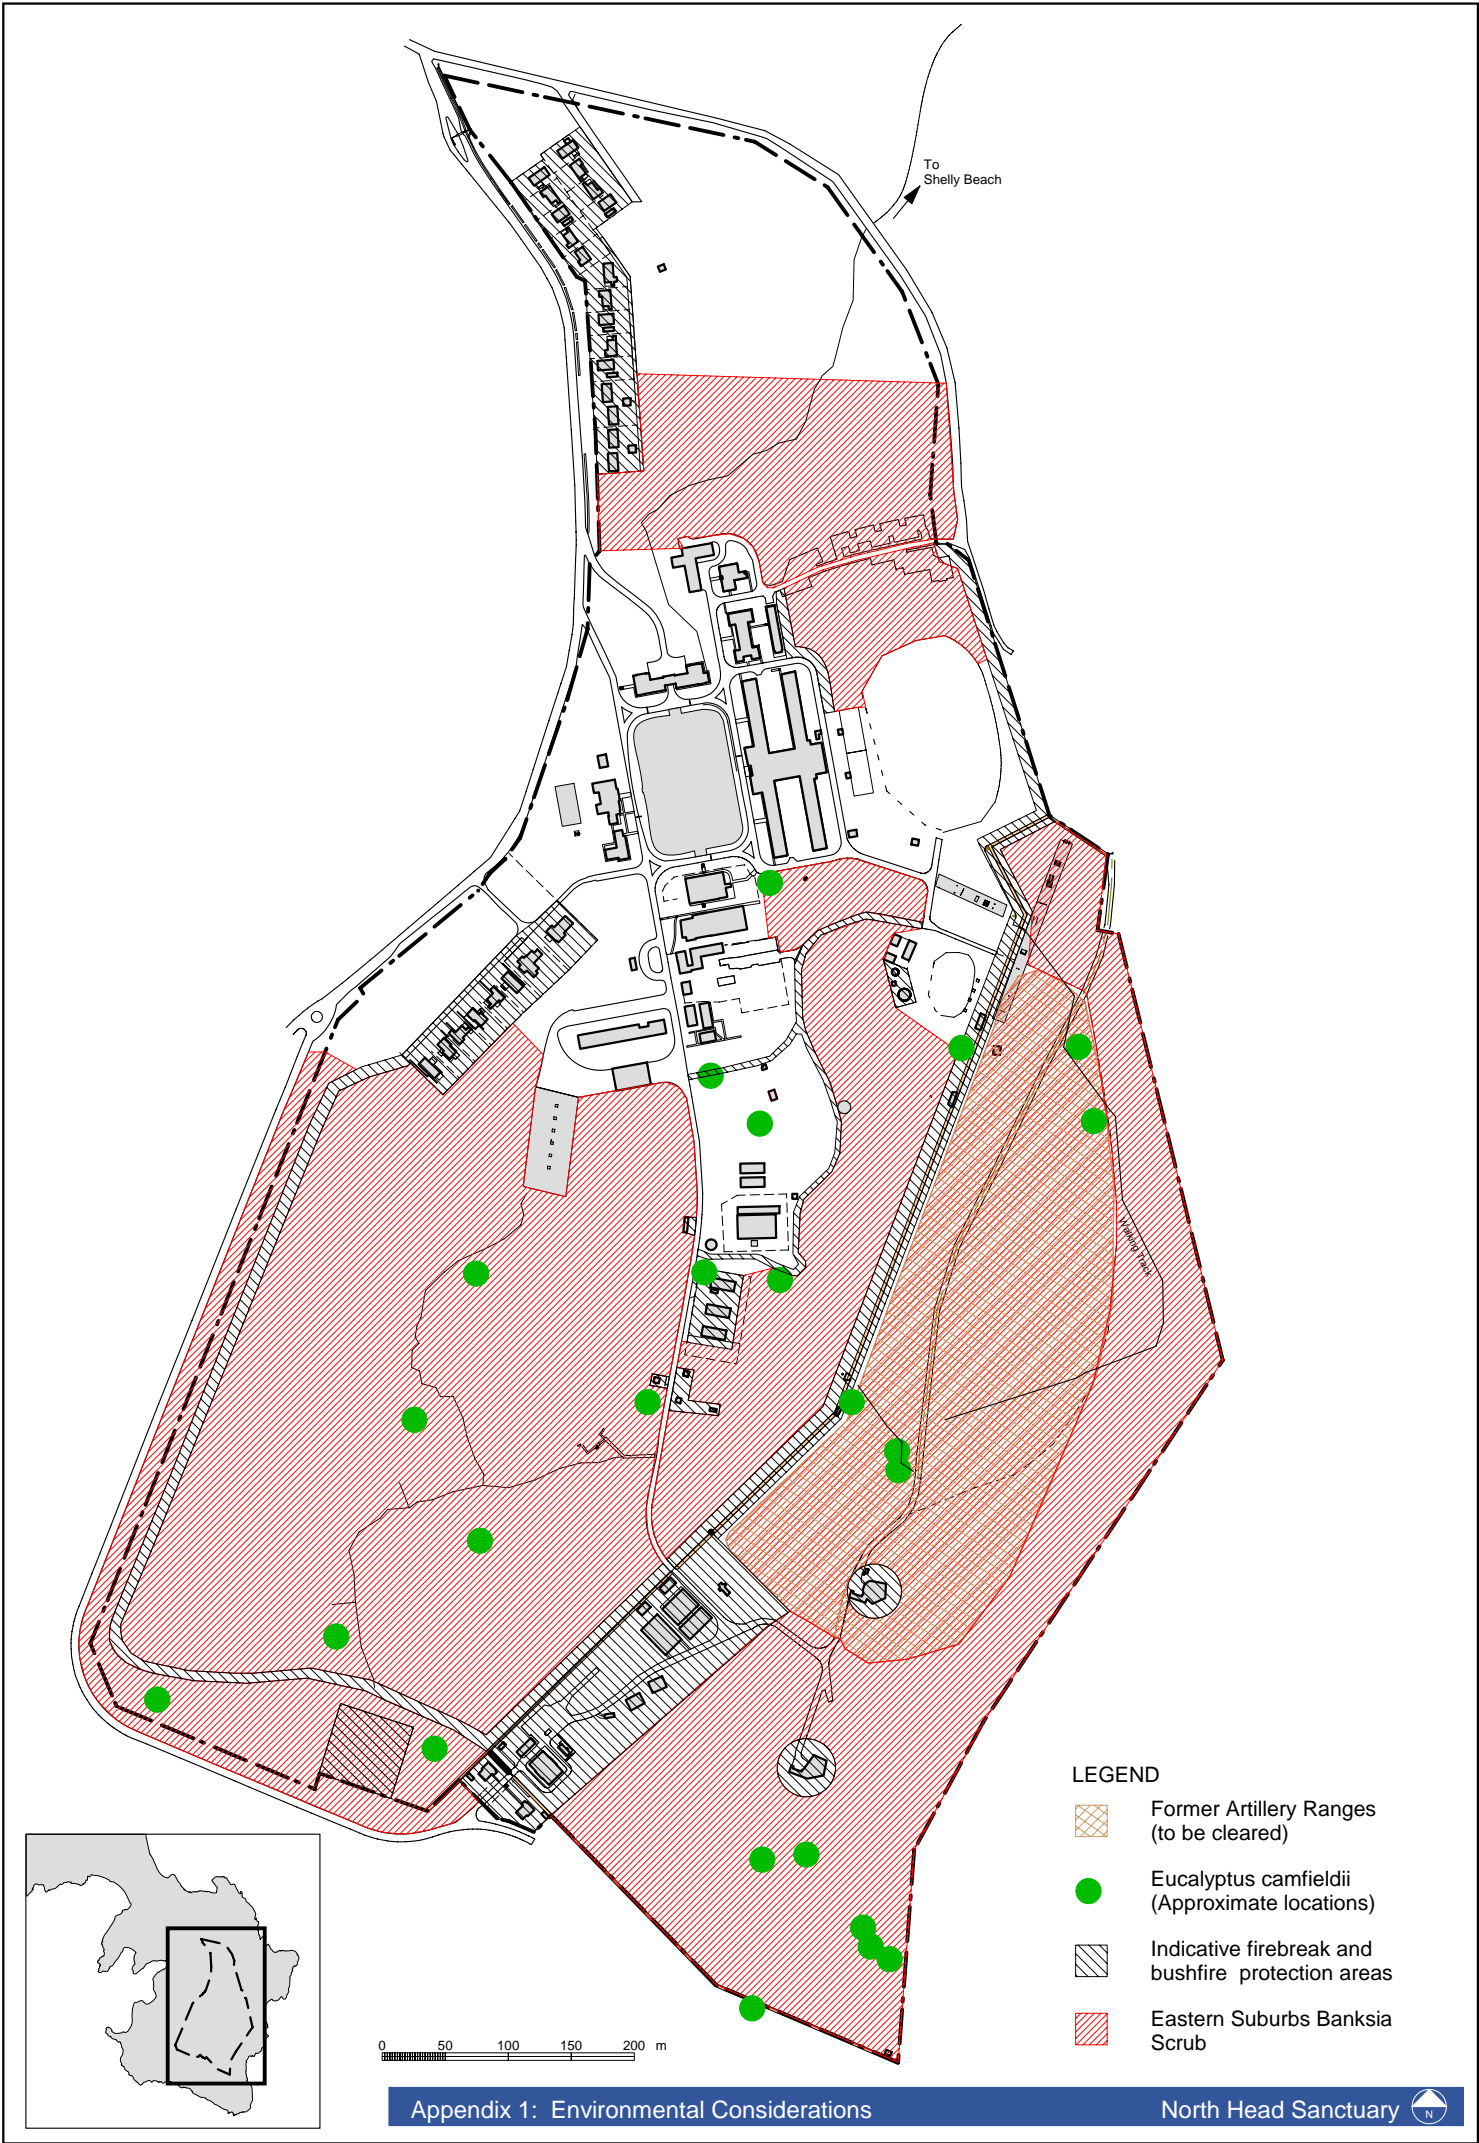 To
Shelly Beach
Walking Track
LEGEND
Former Artillery Ranges
(to be cleared)
Eucalyptus camfieldii
(Approximate locations)
Indicative firebreak and
bushfire protection areas
Eastern Suburbs Banksia
Scrub
0 50 100 150 200 m
Appendix 1: Environmental Considerations
North Head Sanctuary
N